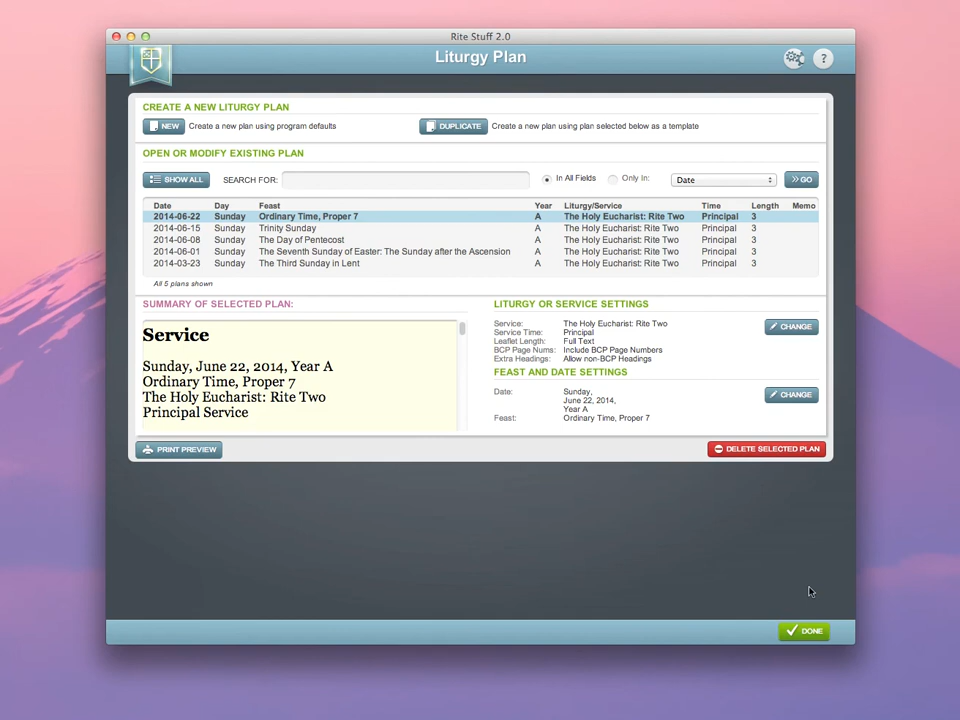 Rite Stuff 2.0
Liturgy Plan
?
CREATE A NEW LITURGY PLAN
NEW Create a new plan using program defaults DUPLICATE Create a new plan using plan selected below as a template
OPEN OR MODIFY EXISTING PLAN
SHOW ALL SEARCH FOR: In All Fields Only In: Date >> GO
Date Day Feast Year Liturgy/Service Time Length Memo
2014-06-22 Sunday Ordinary Time, Proper 7 A The Holy Eucharist: Rite Two Principal 3
2014-06-15 Sunday Trinity Sunday A The Holy Eucharist: Rite Two Principal 3
2014-06-08 Sunday The Day of Pentecost A The Holy Eucharist: Rite Two Principal 3
2014-06-01 Sunday The Seventh Sunday of Easter: The Sunday after the Ascension A The Holy Eucharist: Rite Two Principal 3
2014-03-23 Sunday The Third Sunday in Lent A The Holy Eucharist: Rite Two Principal 3
All 5 plans shown
SUMMARY OF SELECTED PLAN:
Service
Sunday, June 22, 2014, Year A
Ordinary Time, Proper 7
The Holy Eucharist: Rite Two
Principal Service
LITURGY OR SERVICE SETTINGS
Service: The Holy Eucharist: Rite Two CHANGE
Service Time: Principal
Leaflet Length: Full Text
BCP Page Nums: Include BCP Page Numbers
Extra Headings: Allow non-BCP Headings
FEAST AND DATE SETTINGS
Date: Sunday, CHANGE
June 22, 2014,
Year A
Feast: Ordinary Time, Proper 7
PRINT PREVIEW DELETE SELECTED PLAN
DONE